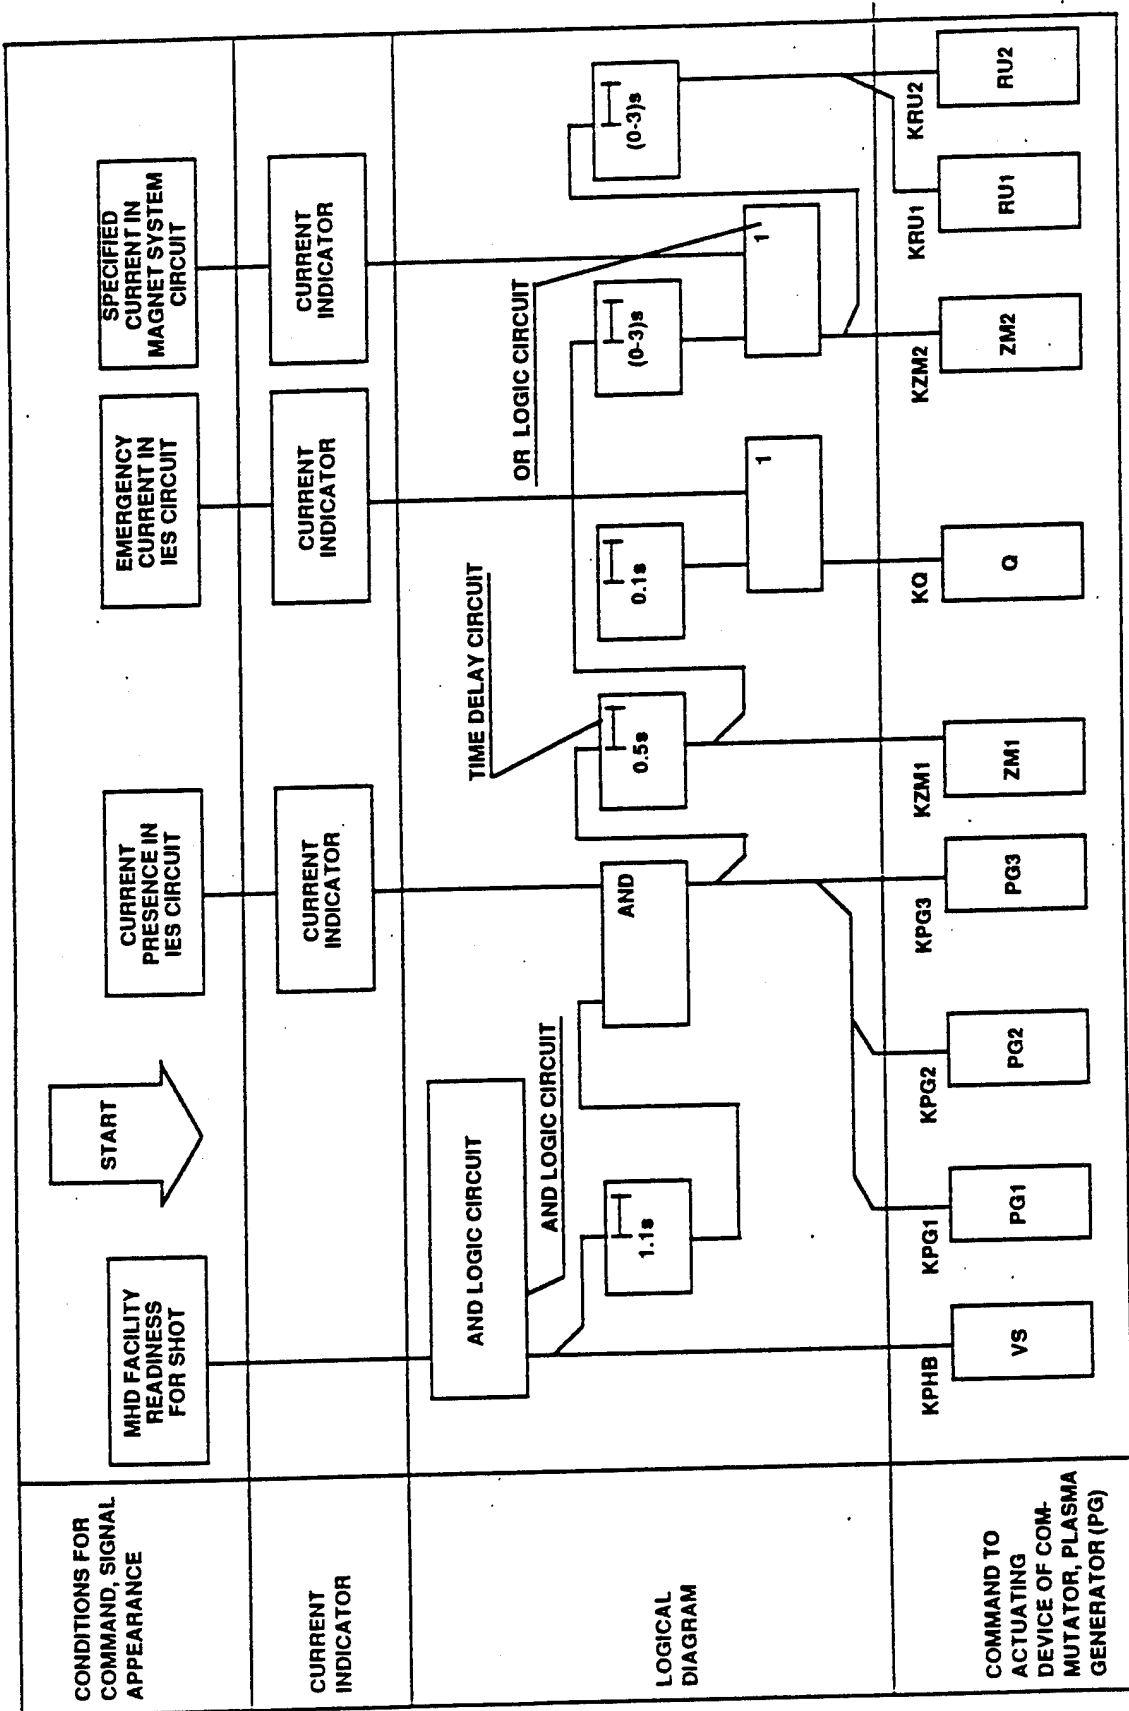 CONDITIONS FOR
COMMAND, SIGNAL
APPEARANCE
MHD FACILITY
READINESS
FOR SHOT
START
CURRENT
PRESENCE IN
IES CIRCUIT
EMERGENCY
CURRENT IN
IES CIRCUIT
SPECIFIED
CURRENT IN
MAGNET SYSTEM
CIRCUIT
CURRENT
INDICATOR
CURRENT
INDICATOR
CURRENT
INDICATOR
CURRENT
INDICATOR
LOGICAL
DIAGRAM
AND LOGIC CIRCUIT
AND LOGIC CIRCUIT
TIME DELAY CIRCUIT
OR LOGIC CIRCUIT
1.1s
AND
0.5s
0.1s
(0-3)s
(0-3)s
1
1
COMMAND TO
ACTUATING
DEVICE OF COM-
MUTATOR, PLASMA
GENERATOR (PG)
KPHB
KPG1
KPG2
KPG3
KZM1
KQ
KZM2
KRU1
KRU2
VS
PG1
PG2
PG3
ZM1
Q
ZM2
RU1
RU2